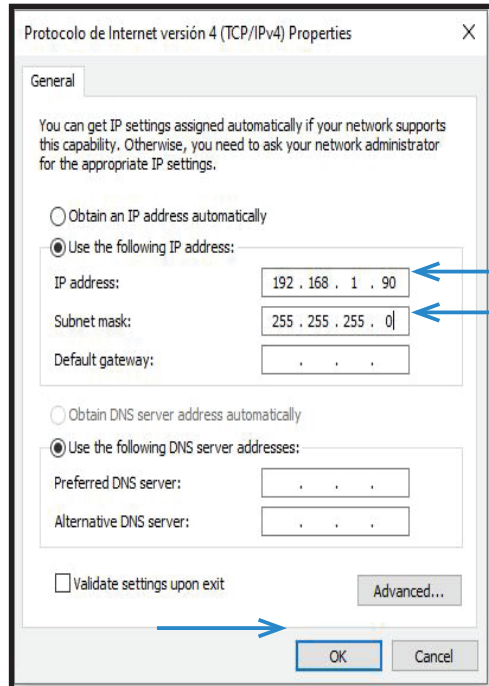 Protocolo de Internet versión 4 (TCP/IPv4) Properties
General
You can get IP settings assigned automatically if your network supports
this capability. Otherwise, you need to ask your network administrator
for the appropriate IP settings.
Obtain an IP address automatically
Use the following IP address:
IP address: 192 . 168 . 1 . 90
Subnet mask: 255 . 255 . 255 . 0
Default gateway: . . .
Obtain DNS server address automatically
Use the following DNS server addresses:
Preferred DNS server: . . .
Alternative DNS server: . . .
Validate settings upon exit
Advanced...
OK Cancel